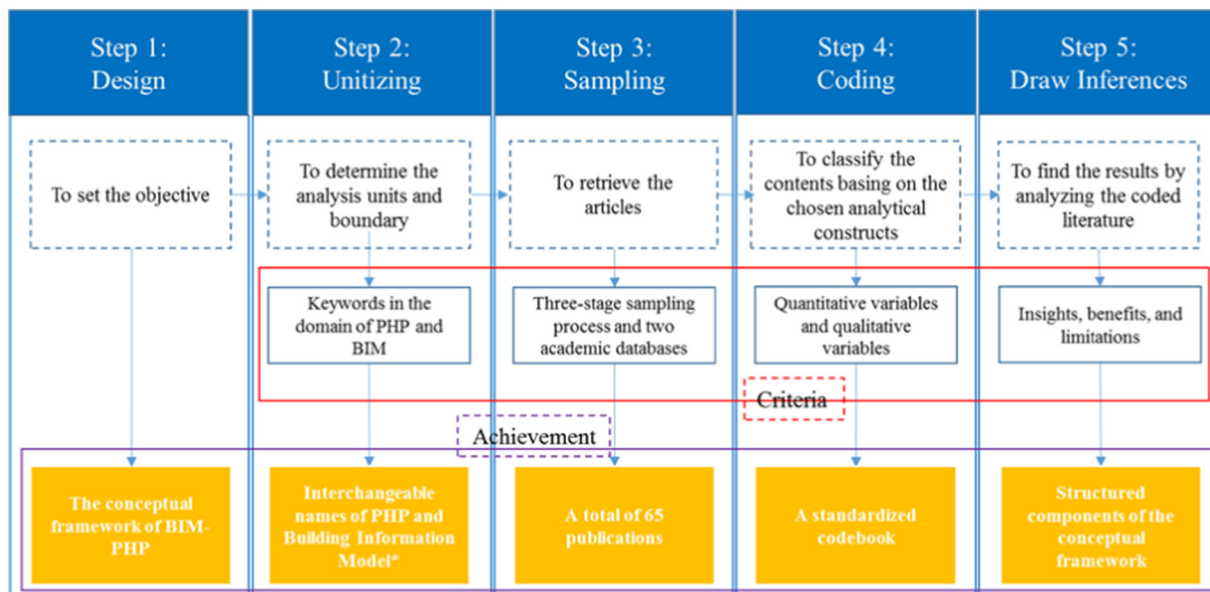 Step 1:
Design
Step 2:
Unitizing
Step 3:
Sampling
Step 4:
Coding
Step 5:
Draw Inferences
To set the objective
To determine the
analysis units and
boundary
To retrieve the
articles
To classify the
contents basing on the
chosen analytical
constructs
To find the results by
analyzing the coded
literature
Keywords in the
domain of PHP and
BIM
Three-stage sampling
process and two
academic databases
Quantitative variables
and qualitative
variables
Insights, benefits, and
limitations
Criteria
Achievement
The conceptual
framework of BIM-
PHP
Interchangeable
names of PHP and
Building Information
Model*
A total of 65
publications
A standardized
codebook
Structured
components of the
conceptual
framework